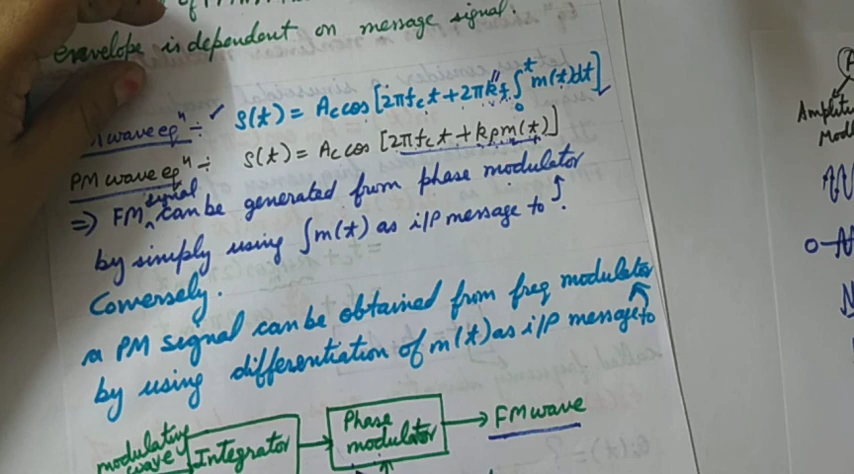 envelope is dependent on message signal.
M wave eqⁿ ÷ S(t) = Ac cos [2πfct + 2πkf ∫₀ᵗ m(t)dt]
PM wave eqⁿ ÷ S(t) = Ac cos [2πfct + kpm(t)]
⇒ FM signal can be generated from phase modulator
by simply using ∫m(t) as i/p message to ↑.
Conversely.
a PM signal can be obtained from freq modulator
by using differentiation of m(t) as i/p message to
modulating wave
Integrator → Phase modulator → FM wave
Amplitu
Modl